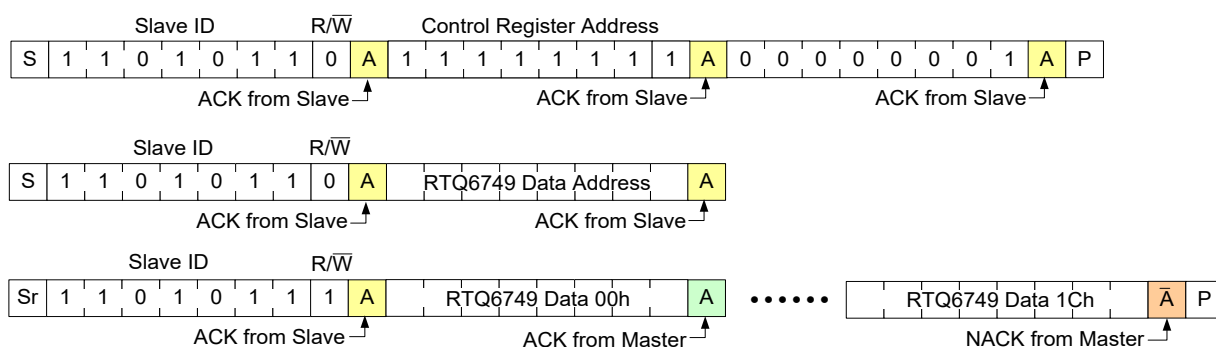 Slave ID R/W̅ Control Register Address
S 1 1 0 1 0 1 1 0 A 1 1 1 1 1 1 1 1 A 0 0 0 0 0 0 0 1 A P
ACK from Slave ACK from Slave ACK from Slave
Slave ID R/W̅
S 1 1 0 1 0 1 1 0 A RTQ6749 Data Address A
ACK from Slave ACK from Slave
Slave ID R/W̅
Sr 1 1 0 1 0 1 1 1 A RTQ6749 Data 00h A •••••• RTQ6749 Data 1Ch A̅ P
ACK from Slave ACK from Master NACK from Master